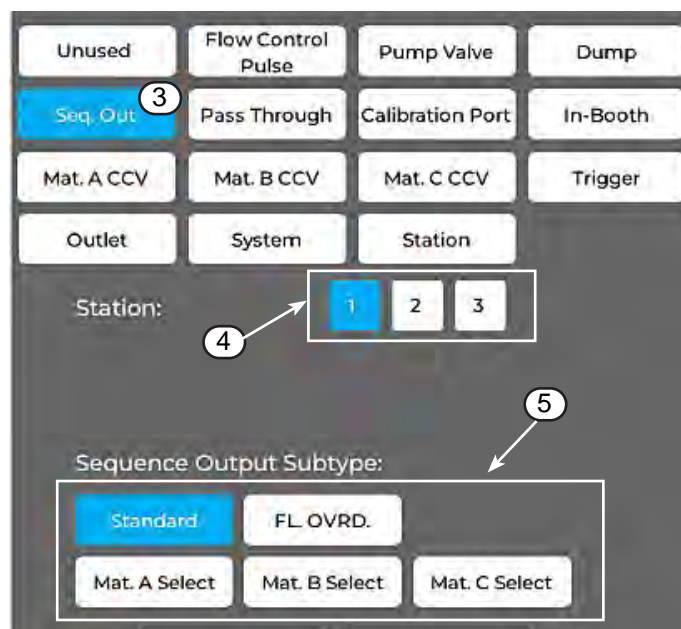 Unused
Flow Control
Pulse
Pump Valve
Dump
Seq. Out
3
Pass Through
Calibration Port
In-Booth
Mat. A CCV
Mat. B CCV
Mat. C CCV
Trigger
Outlet
System
Station
Station:
1
2
3
4
5
Sequence Output Subtype:
Standard
FL. OVRD.
Mat. A Select
Mat. B Select
Mat. C Select